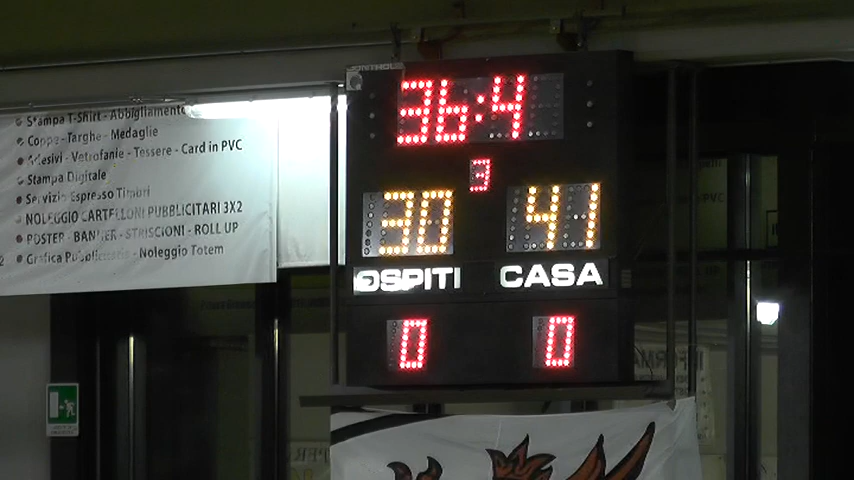 Stampa T-Shirt - Abbigliamento
Coppe - Targhe - Medaglie
Adesivi - Vetrofanie - Tessere - Card in PVC
Stampa Digitale
Servizio Espresso Timbri
NOLEGGIO CARTELLONI PUBBLICITARI 3X2
POSTER - BANNER - STRISCIONI - ROLL UP
Grafica Pubblicitaria - Noleggio Totem
36:4
3
30 41
OSPITI CASA
0 0
PVC